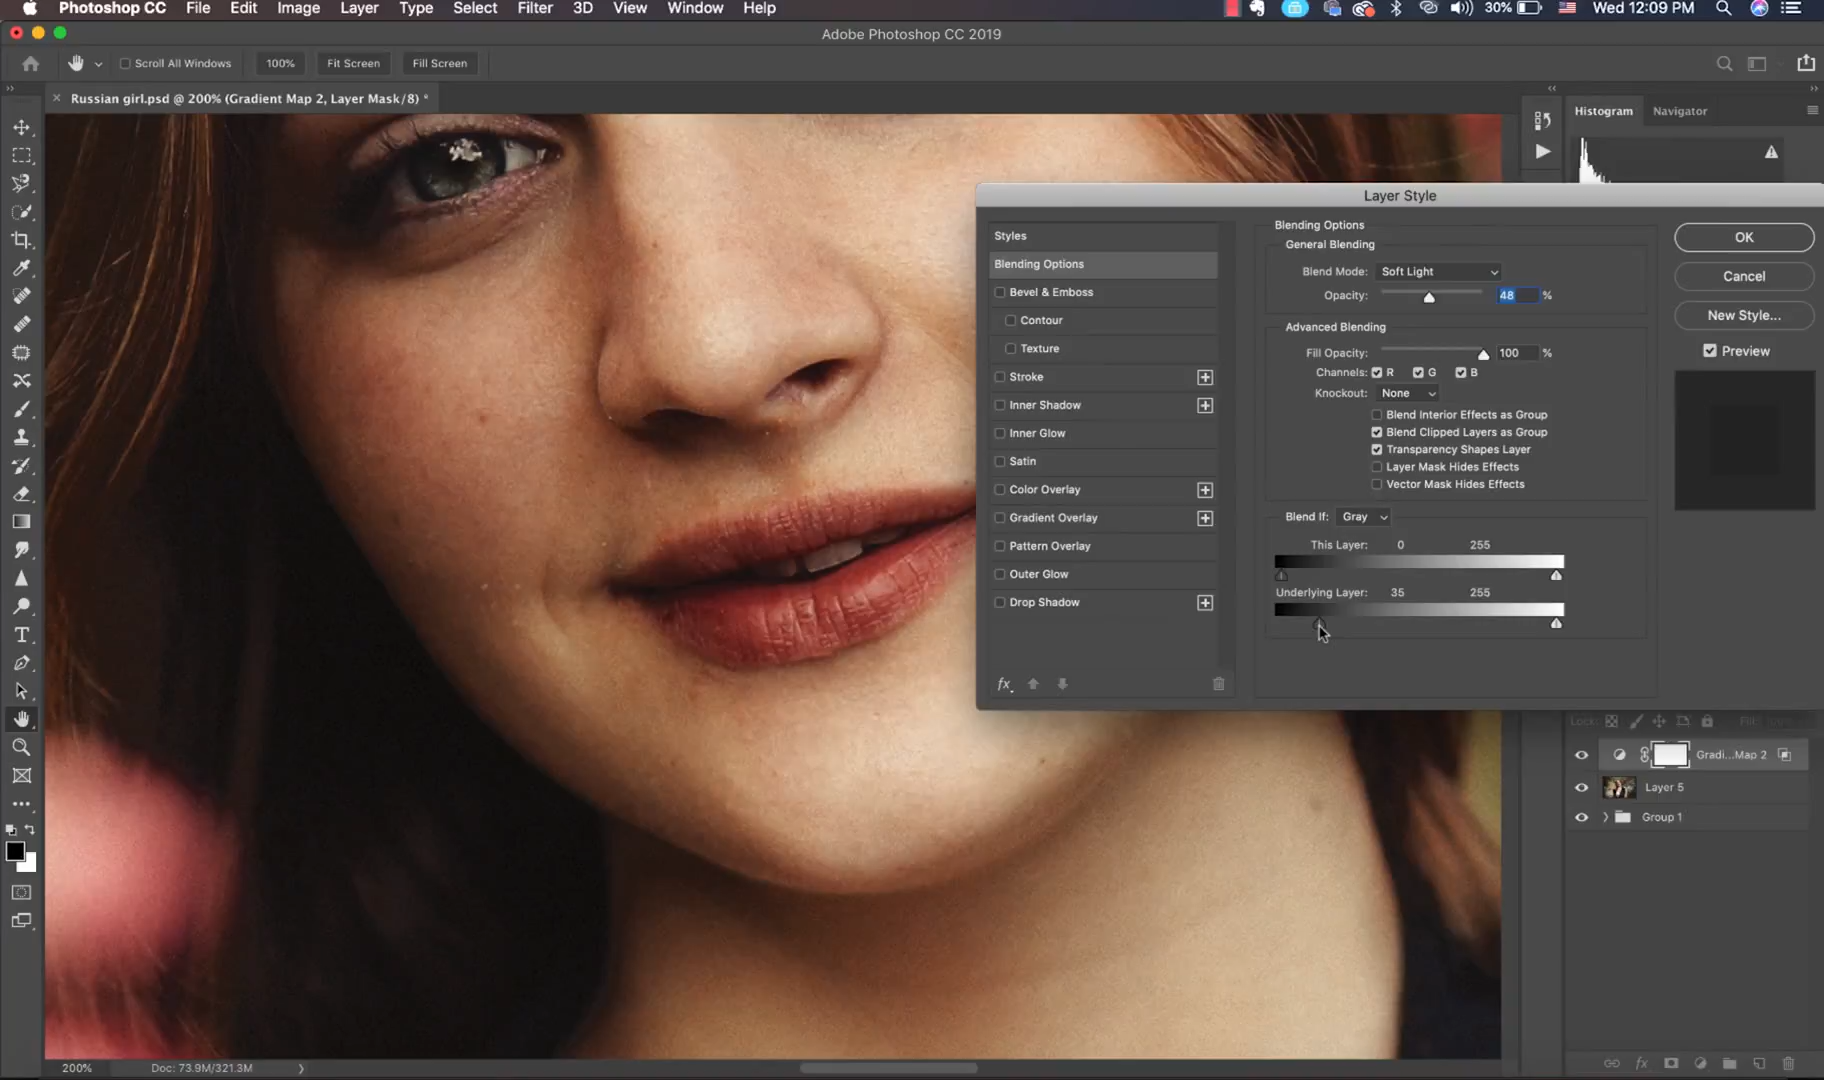 Photoshop CC File Edit Image Layer Type Select Filter 3D View Window Help 30% Wed 12:09 PM
Adobe Photoshop CC 2019
Scroll All Windows 100% Fit Screen Fill Screen
× Russian girl.psd @ 200% (Gradient Map 2, Layer Mask/8) *
Histogram Navigator
Layer Style
Styles
Blending Options
Bevel & Emboss
Contour
Texture
Stroke
Inner Shadow
Inner Glow
Satin
Color Overlay
Gradient Overlay
Pattern Overlay
Outer Glow
Drop Shadow
fx
Blending Options
General Blending
Blend Mode: Soft Light
Opacity: 48 %
Advanced Blending
Fill Opacity: 100 %
Channels: R G B
Knockout: None
Blend Interior Effects as Group
Blend Clipped Layers as Group
Transparency Shapes Layer
Layer Mask Hides Effects
Vector Mask Hides Effects
Blend If: Gray
This Layer: 0 255
Underlying Layer: 35 255
OK
Cancel
New Style...
Preview
T
Lock: Fill: 100%
Gradi...Map 2
Layer 5
Group 1
fx
200% Doc: 73.9M/321.3M